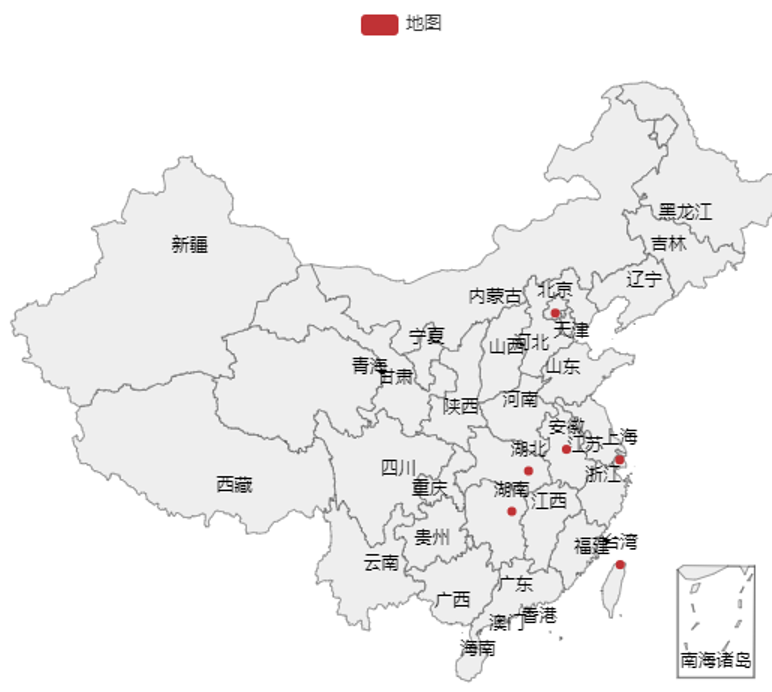 地图
黑龙江
新疆
吉林
辽宁
北京
内蒙古
天津
宁夏
河北
山西
青海
山东
甘肃
河南
陕西
安徽
上海
江苏
湖北
四川
浙江
西藏
重庆
湖南
江西
贵州
福建
台湾
云南
广东
广西
香港
澳门
海南
南海诸岛